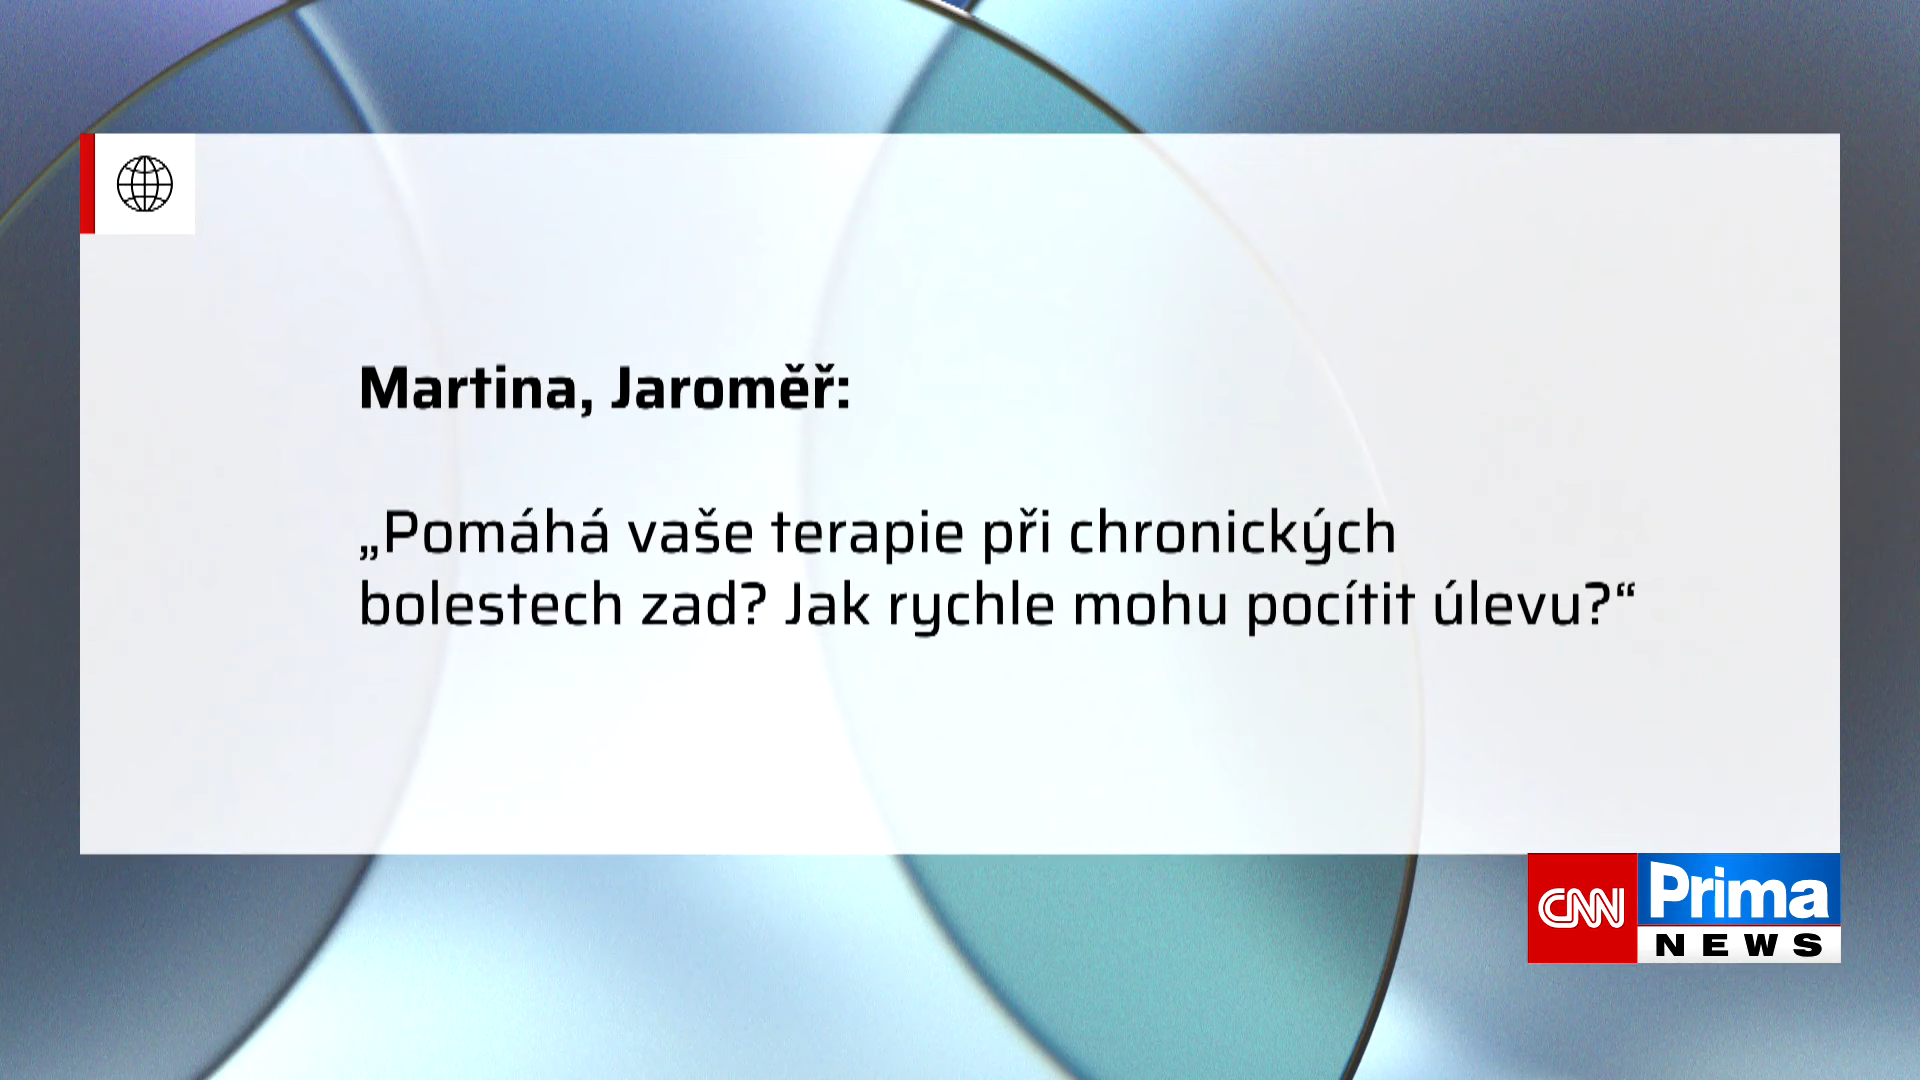 Martina, Jaroměř:
„Pomáhá vaše terapie při chronických
bolestech zad? Jak rychle mohu pocítit úlevu?“
CNN Prima
NEWS